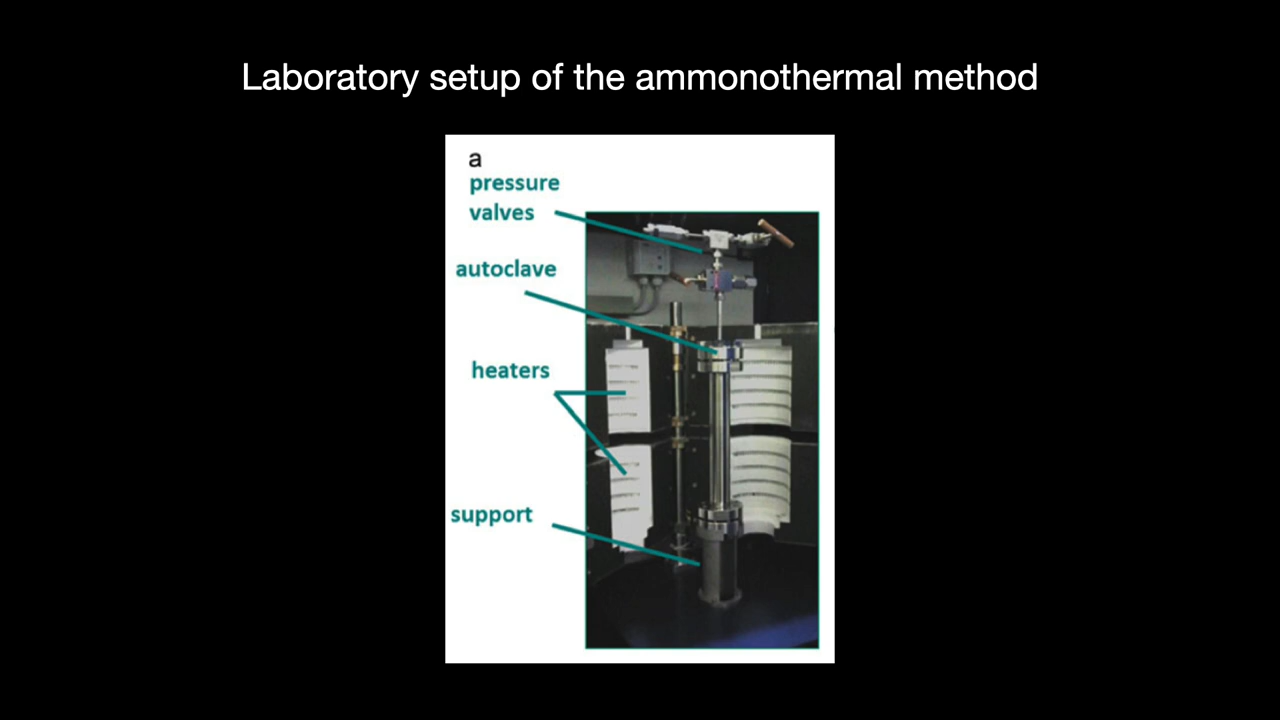 Laboratory setup of the ammonothermal method
a
pressure
valves
autoclave
heaters
support